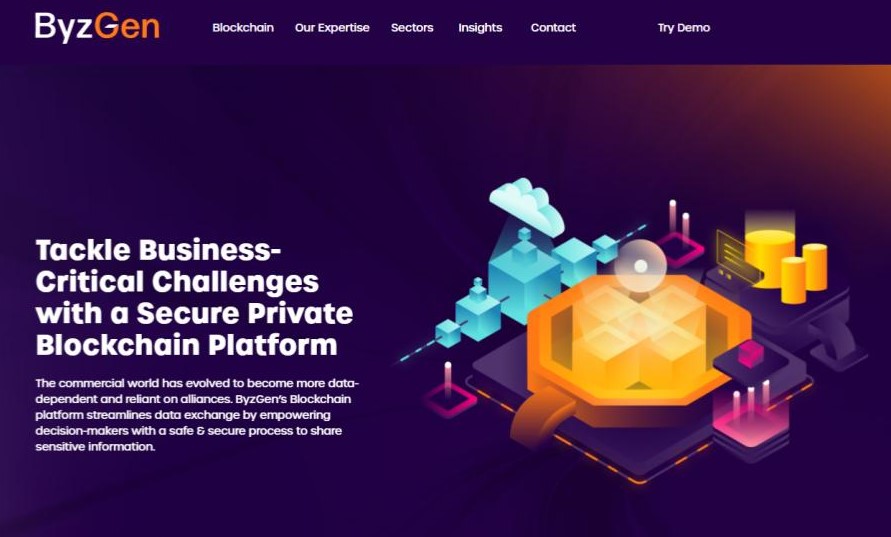 ByzGen
Blockchain
Our Expertise
Sectors
Insights
Contact
Try Demo
Tackle Business-
Critical Challenges
with a Secure Private
Blockchain Platform
The commercial world has evolved to become more data-
dependent and reliant on alliances. ByzGen's Blockchain
platform streamlines data exchange by empowering
decision-makers with a safe & secure process to share
sensitive information.